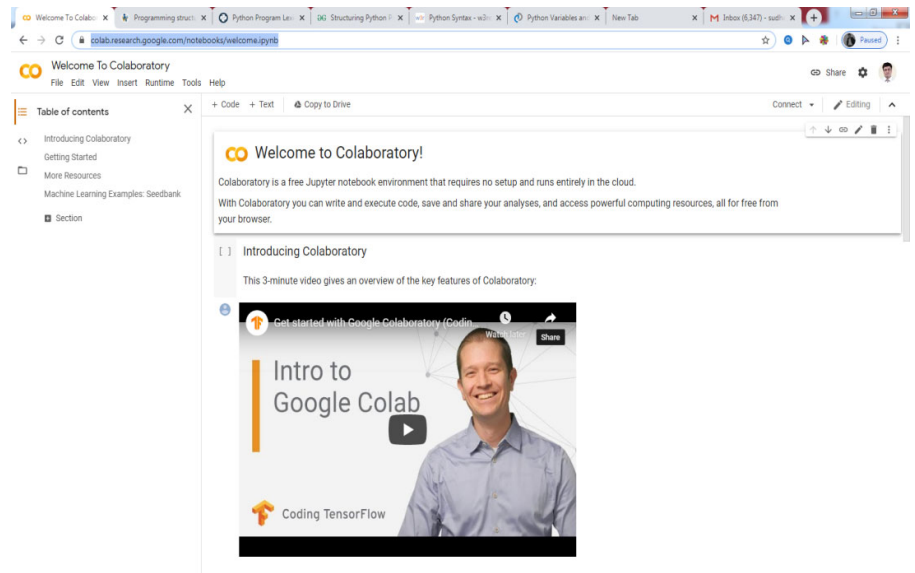 Welcome To Colabo
Programming struct
Python Program Lex
Structuring Python P
Python Syntax - w3
Python Variables an
New Tab
Inbox (6,347) - sudh
colab.research.google.com/notebooks/welcome.ipynb
Paused
Welcome To Colaboratory
File Edit View Insert Runtime Tools Help
Share
+ Code + Text Copy to Drive
Connect
Editing
Table of contents
Introducing Colaboratory
Getting Started
More Resources
Machine Learning Examples: Seedbank
Section
Welcome to Colaboratory!
Colaboratory is a free Jupyter notebook environment that requires no setup and runs entirely in the cloud.
With Colaboratory you can write and execute code, save and share your analyses, and access powerful computing resources, all for free from
your browser.
[ ] Introducing Colaboratory
This 3-minute video gives an overview of the key features of Colaboratory:
Get started with Google Colaboratory (Codin
Watch later
Share
Intro to
Google Colab
Coding TensorFlow